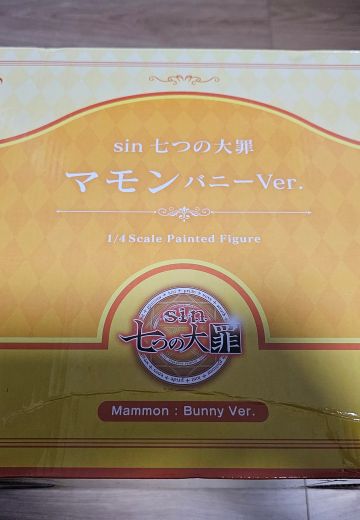 sin 七つの大罪
マモン バニーVer.
1/4 Scale Painted Figure
sin
七つの大罪
Mammon : Bunny Ver.